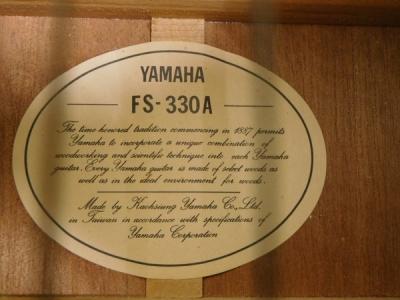 YAMAHA
FS-330A
The time honored tradition commencing in 1887 permits
Yamaha to incorporate a unique combination of
woodworking and scientific technique into each Yamaha
guitar. Every Yamaha guitar is made of select woods as
well as in the ideal environment for woods.
Made by Kaohsiung Yamaha Co., Ltd.
in Taiwan in accordance with specifications of
Yamaha Corporation